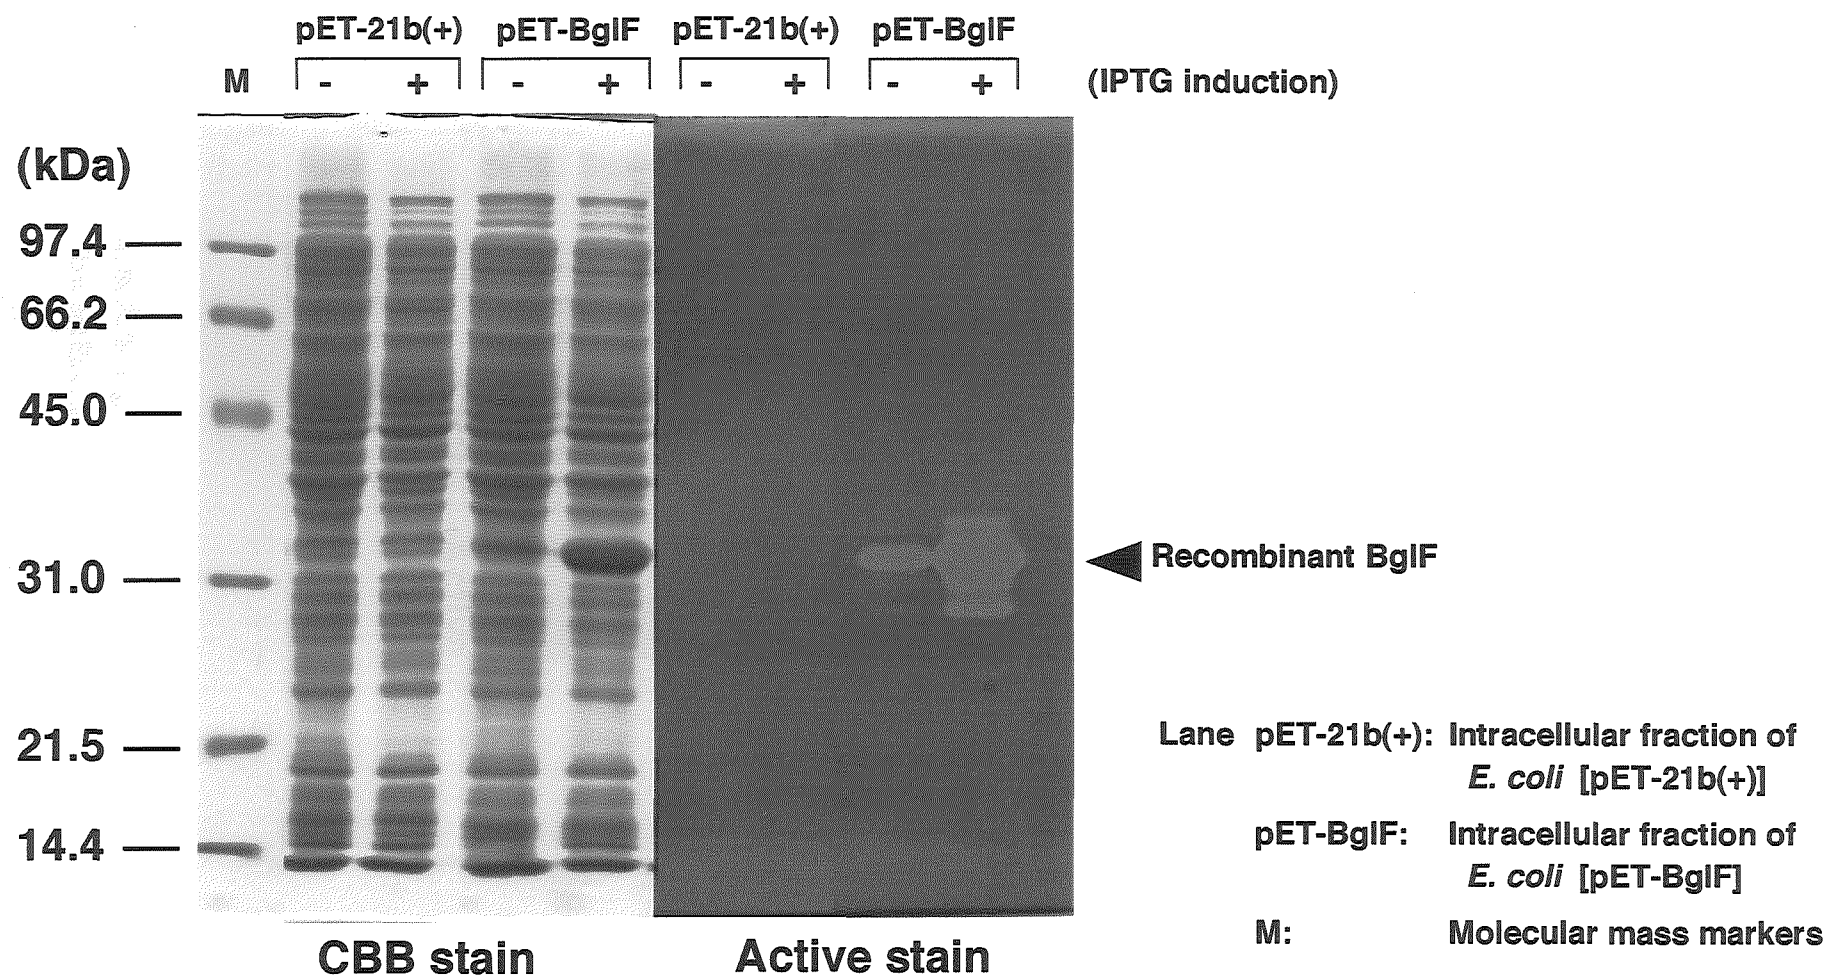 pET-21b(+) pET-BglF pET-21b(+) pET-BglF
M - + - + - + - + (IPTG induction)
(kDa)
97.4
66.2
45.0
31.0
21.5
14.4
Recombinant BglF
Lane pET-21b(+): Intracellular fraction of
E. coli [pET-21b(+)]
pET-BglF: Intracellular fraction of
E. coli [pET-BglF]
M: Molecular mass markers
CBB stain Active stain